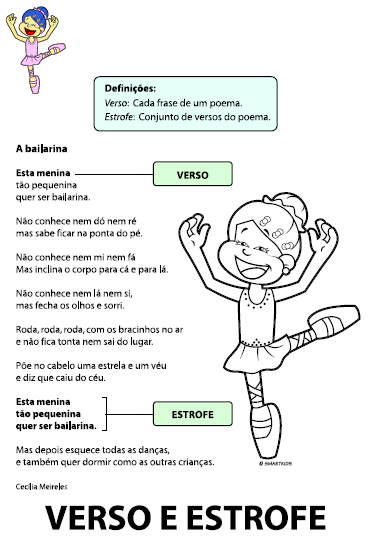 Definições:
Verso: Cada frase de um poema.
Estrofe: Conjunto de versos do poema.
A bailarina
Esta menina
tão pequenina
quer ser bailarina.
VERSO
Não conhece nem dó nem ré
mas sabe ficar na ponta do pé.
Não conhece nem mi nem fá
Mas inclina o corpo para cá e para lá.
Não conhece nem lá nem si,
mas fecha os olhos e sorri.
Roda, roda, roda, com os bracinhos no ar
e não fica tonta nem sai do lugar.
Põe no cabelo uma estrela e um véu
e diz que caiu do céu.
Esta menina
tão pequenina
quer ser bailarina.
ESTROFE
Mas depois esquece todas as danças,
e também quer dormir como as outras crianças.
© SMARTKIDS
Cecília Meireles
VERSO E ESTROFE